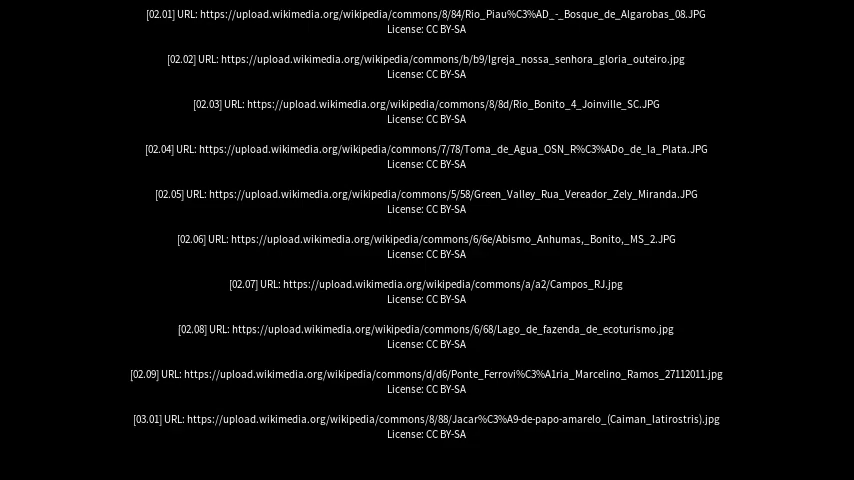 [02.01] URL: https://upload.wikimedia.org/wikipedia/commons/8/84/Rio_Piau%C3%AD_-_Bosque_de_Algarobas_08.JPG
License: CC BY-SA
[02.02] URL: https://upload.wikimedia.org/wikipedia/commons/b/b9/Igreja_nossa_senhora_gloria_outeiro.jpg
License: CC BY-SA
[02.03] URL: https://upload.wikimedia.org/wikipedia/commons/8/8d/Rio_Bonito_4_Joinville_SC.JPG
License: CC BY-SA
[02.04] URL: https://upload.wikimedia.org/wikipedia/commons/7/78/Toma_de_Agua_OSN_R%C3%ADo_de_la_Plata.JPG
License: CC BY-SA
[02.05] URL: https://upload.wikimedia.org/wikipedia/commons/5/58/Green_Valley_Rua_Vereador_Zely_Miranda.JPG
License: CC BY-SA
[02.06] URL: https://upload.wikimedia.org/wikipedia/commons/6/6e/Abismo_Anhumas,_Bonito,_MS_2.JPG
License: CC BY-SA
[02.07] URL: https://upload.wikimedia.org/wikipedia/commons/a/a2/Campos_RJ.jpg
License: CC BY-SA
[02.08] URL: https://upload.wikimedia.org/wikipedia/commons/6/68/Lago_de_fazenda_de_ecoturismo.jpg
License: CC BY-SA
[02.09] URL: https://upload.wikimedia.org/wikipedia/commons/d/d6/Ponte_Ferrovi%C3%A1ria_Marcelino_Ramos_27112011.jpg
License: CC BY-SA
[03.01] URL: https://upload.wikimedia.org/wikipedia/commons/8/88/Jacar%C3%A9-de-papo-amarelo_(Caiman_latirostris).jpg
License: CC BY-SA